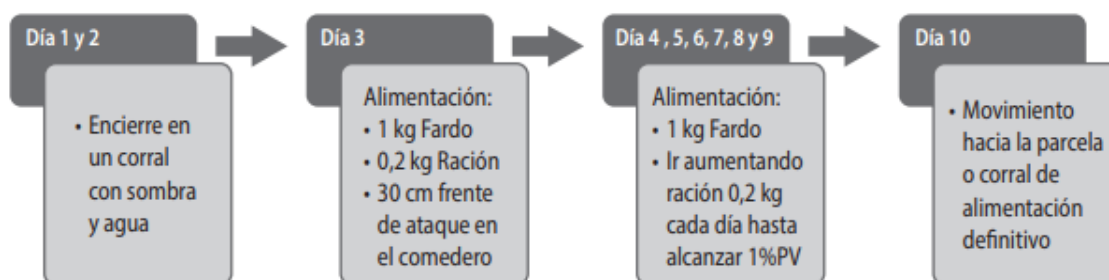 Día 1 y 2
• Encierre en
un corral
con sombra
y agua
Día 3
Alimentación:
• 1 kg Fardo
• 0,2 kg Ración
• 30 cm frente
de ataque en
el comedero
Día 4 , 5, 6, 7, 8 y 9
Alimentación:
• 1 kg Fardo
• Ir aumentando
ración 0,2 kg
cada día hasta
alcanzar 1%PV
Día 10
• Movimiento
hacia la parcela
o corral de
alimentación
definitivo